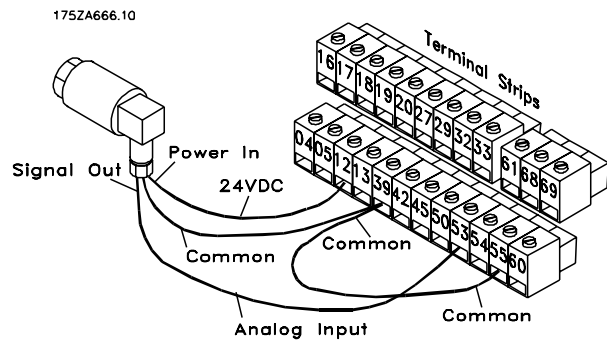 175ZA666.10
Terminal Strips
16 17 18 19 20 27 29 32 33 61 68 69
04 05 12 13 39 42 45 50 53 54 55 60
Power In
Signal Out
24VDC
Common
Common
Common
Analog Input